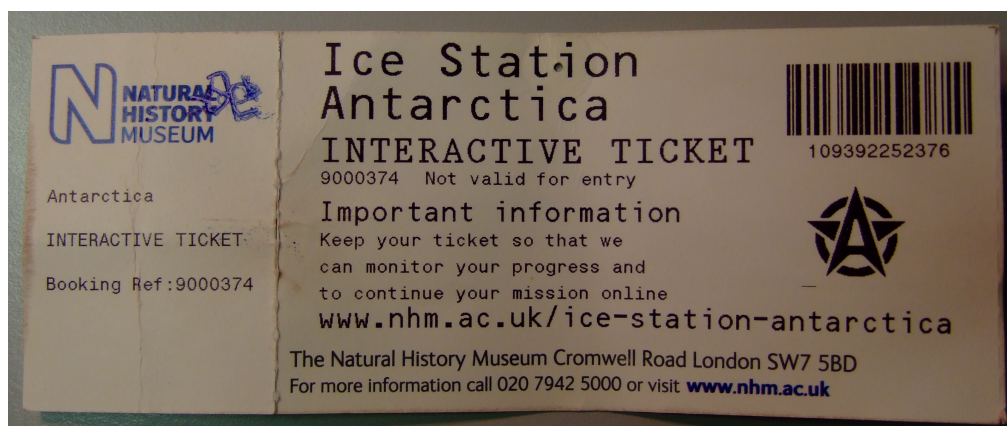 NATURAL
HISTORY
MUSEUM
Antarctica
INTERACTIVE TICKET
Booking Ref:9000374
Ice Station
Antarctica
INTERACTIVE TICKET
9000374 Not valid for entry
Important information
Keep your ticket so that we
can monitor your progress and
to continue your mission online
www.nhm.ac.uk/ice-station-antarctica
109392252376
The Natural History Museum Cromwell Road London SW7 5BD
For more information call 020 7942 5000 or visit www.nhm.ac.uk